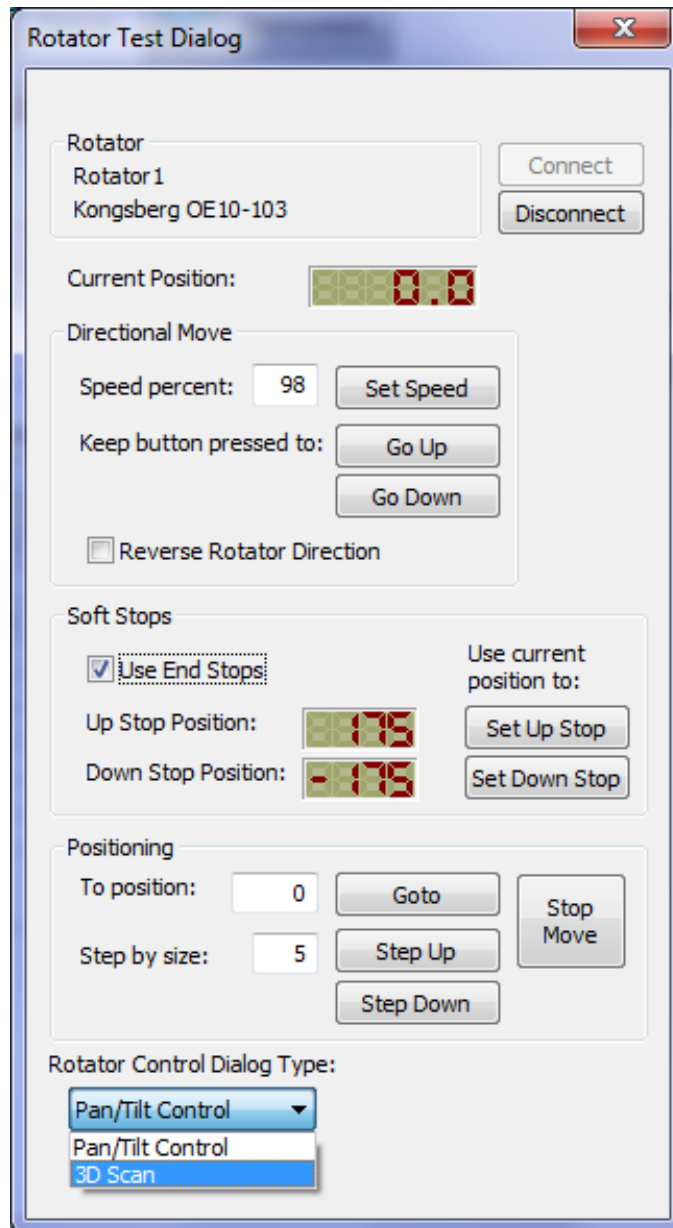 Rotator Test Dialog
Rotator
Rotator1
Kongsberg OE10-103
Connect
Disconnect
Current Position:
0.0
Directional Move
Speed percent:
98
Set Speed
Keep button pressed to:
Go Up
Go Down
Reverse Rotator Direction
Soft Stops
Use End Stops
Use current
position to:
Up Stop Position:
175
Set Up Stop
Down Stop Position:
-175
Set Down Stop
Positioning
To position:
0
Goto
Stop
Move
Step by size:
5
Step Up
Step Down
Rotator Control Dialog Type:
Pan/Tilt Control
Pan/Tilt Control
3D Scan